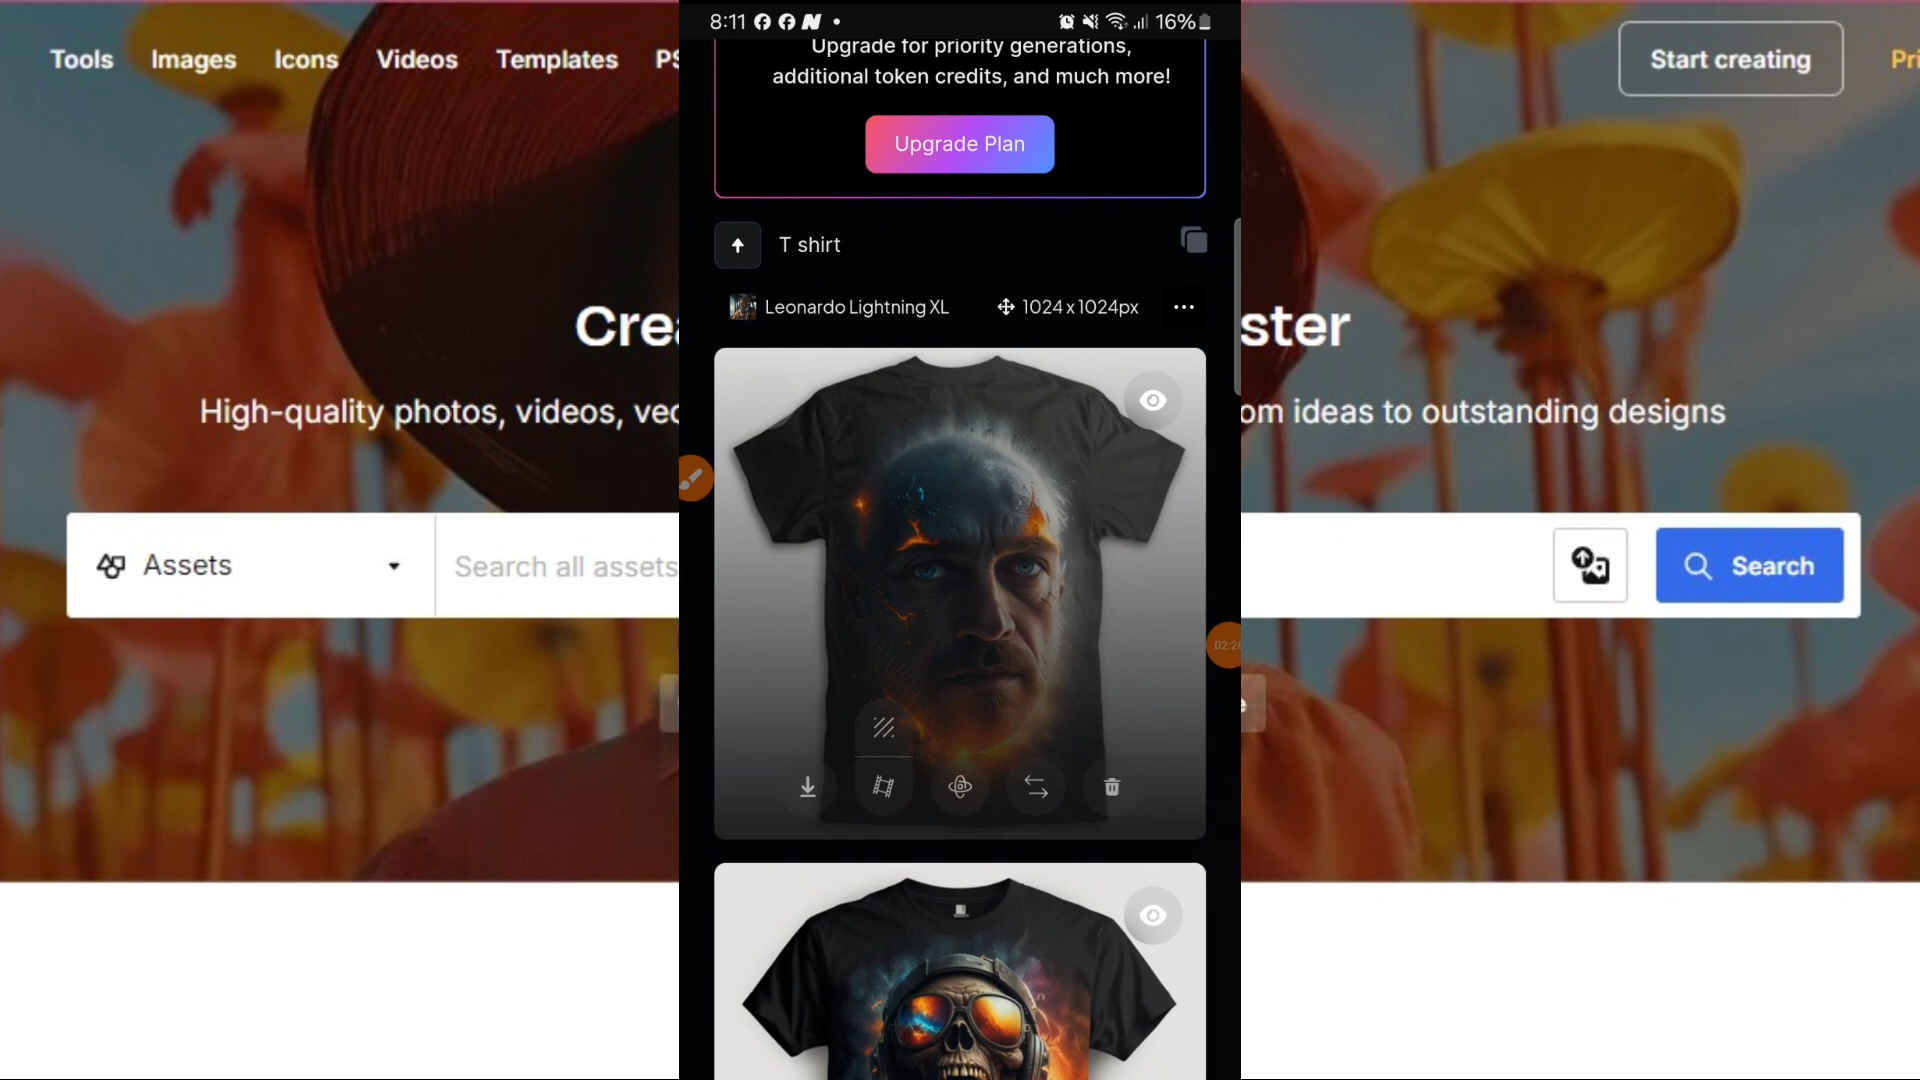 8:11 16%
Tools Images Icons Videos Templates
Start creating
Upgrade for priority generations,
additional token credits, and much more!
Upgrade Plan
T shirt
Leonardo Lightning XL 1024 x 1024px
Cre ster
High-quality photos, videos, vec om ideas to outstanding designs
Assets Search all assets Search